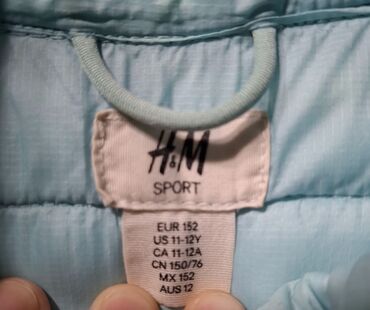 H&M
SPORT
EUR 152
US 11-12Y
CA 11-12A
CN 150/76
MX 152
AUS 12